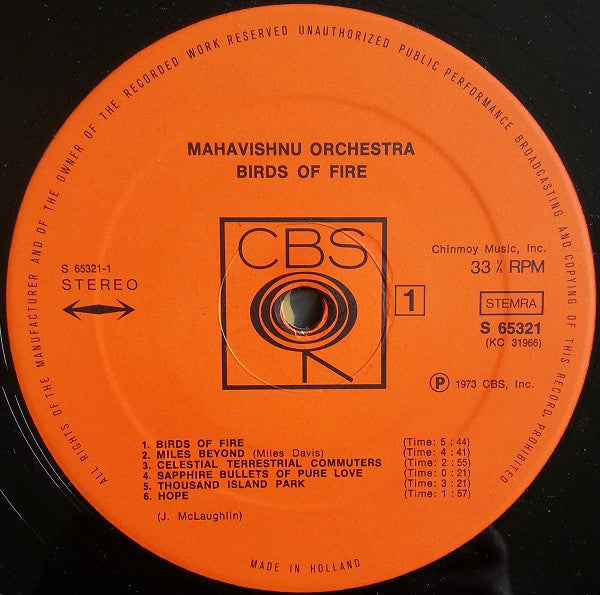 ALL RIGHTS OF THE MANUFACTURER AND OF THE OWNER OF THE RECORDED WORK RESERVED UNAUTHORIZED PUBLIC PERFORMANCE BROADCASTING AND COPYING OF THIS RECORD, PROHIBITED
MAHAVISHNU ORCHESTRA
BIRDS OF FIRE
CBS
S 65321-1
STEREO
Chinmoy Music, Inc.
33 ⅓ RPM
1
STEMRA
S 65321
(KC 31966)
Ⓟ 1973 CBS, Inc.
1. BIRDS OF FIRE (Time: 5 : 44)
2. MILES BEYOND (Miles Davis) (Time: 4 : 41)
3. CELESTIAL TERRESTRIAL COMMUTERS (Time: 2 : 55)
4. SAPPHIRE BULLETS OF PURE LOVE (Time: 0 : 21)
5. THOUSAND ISLAND PARK (Time: 3 : 21)
6. HOPE (Time: 1 : 57)
(J. McLaughlin)
MADE IN HOLLAND